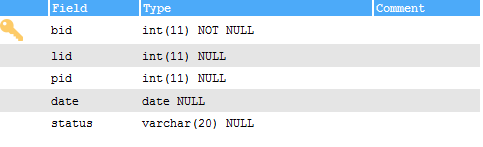 Field Type Comment
bid int(11) NOT NULL
lid int(11) NULL
pid int(11) NULL
date date NULL
status varchar(20) NULL